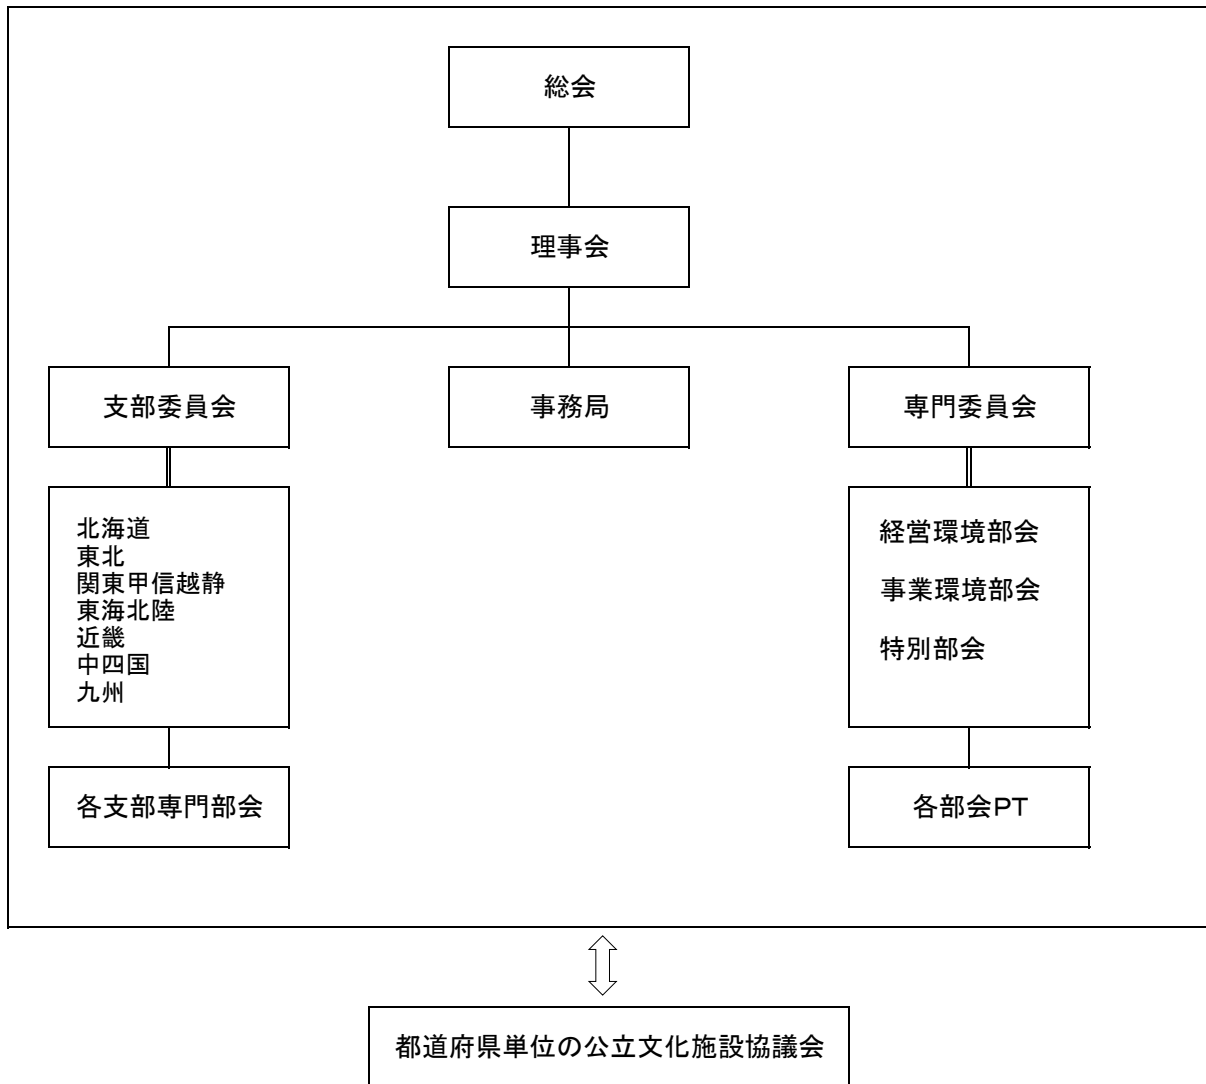 総会
理事会
支部委員会
事務局
専門委員会
北海道
東北
関東甲信越静
東海北陸
近畿
中四国
九州
経営環境部会
事業環境部会
特別部会
各支部専門部会
各部会PT
都道府県単位の公立文化施設協議会